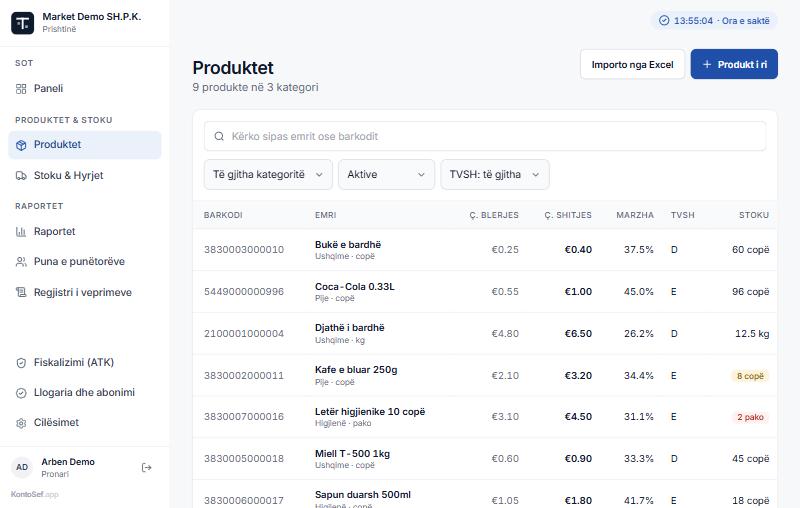 Market Demo SH.P.K.
Prishtinë
SOT
Paneli
PRODUKTET & STOKU
Produktet
Stoku & Hyrjet
RAPORTET
Raportet
Puna e punëtorëve
Regjistri i veprimeve
Fiskalizimi (ATK)
Llogaria dhe abonimi
Cilësimet
AD
Arben Demo
Pronari
KontoSef.app
13:55:04 · Ora e saktë
Produktet
9 produkte në 3 kategori
Importo nga Excel
+ Produkt i ri
Kërko sipas emrit ose barkodit
Të gjitha kategoritë Aktive TVSH: të gjitha
BARKODI EMRI Ç. BLERJES Ç. SHITJES MARZHA TVSH STOKU
3830003000010 Bukë e bardhë €0.25 €0.40 37.5% D 60 copë
Ushqime · copë
5449000000996 Coca-Cola 0.33L €0.55 €1.00 45.0% E 96 copë
Pije · copë
2100001000004 Djathë i bardhë €4.80 €6.50 26.2% D 12.5 kg
Ushqime · kg
3830002000011 Kafe e bluar 250g €2.10 €3.20 34.4% E 8 copë
Pije · copë
3830007000016 Letër higjienike 10 copë €3.10 €4.50 31.1% E 2 pako
Higjienë · pako
3830005000018 Miell T-500 1kg €0.60 €0.90 33.3% D 45 copë
Ushqime · copë
3830006000017 Sapun duarsh 500ml €1.05 €1.80 41.7% E 18 copë
Higjienë · copë